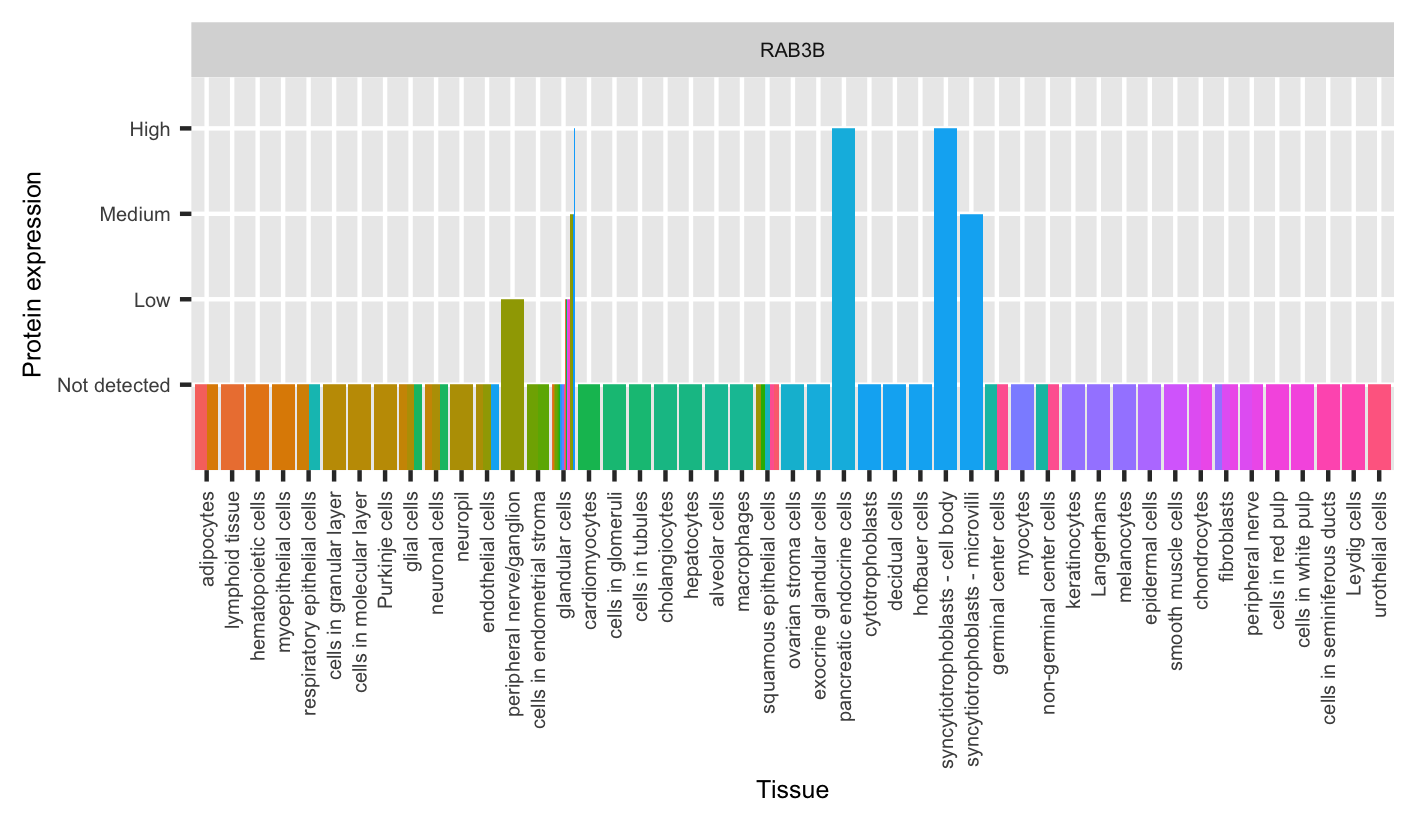 RAB3B
Protein expression
High
Medium
Low
Not detected
adipocytes
lymphoid tissue
hematopoietic cells
myoepithelial cells
respiratory epithelial cells
cells in granular layer
cells in molecular layer
Purkinje cells
glial cells
neuronal cells
neuropil
endothelial cells
peripheral nerve/ganglion
cells in endometrial stroma
glandular cells
cardiomyocytes
cells in glomeruli
cells in tubules
cholangiocytes
hepatocytes
alveolar cells
macrophages
squamous epithelial cells
ovarian stroma cells
exocrine glandular cells
pancreatic endocrine cells
cytotrophoblasts
decidual cells
hofbauer cells
syncytiotrophoblasts - cell body
syncytiotrophoblasts - microvilli
germinal center cells
myocytes
non-germinal center cells
keratinocytes
Langerhans
melanocytes
epidermal cells
smooth muscle cells
chondrocytes
fibroblasts
peripheral nerve
cells in red pulp
cells in white pulp
cells in seminiferous ducts
Leydig cells
urothelial cells
Tissue